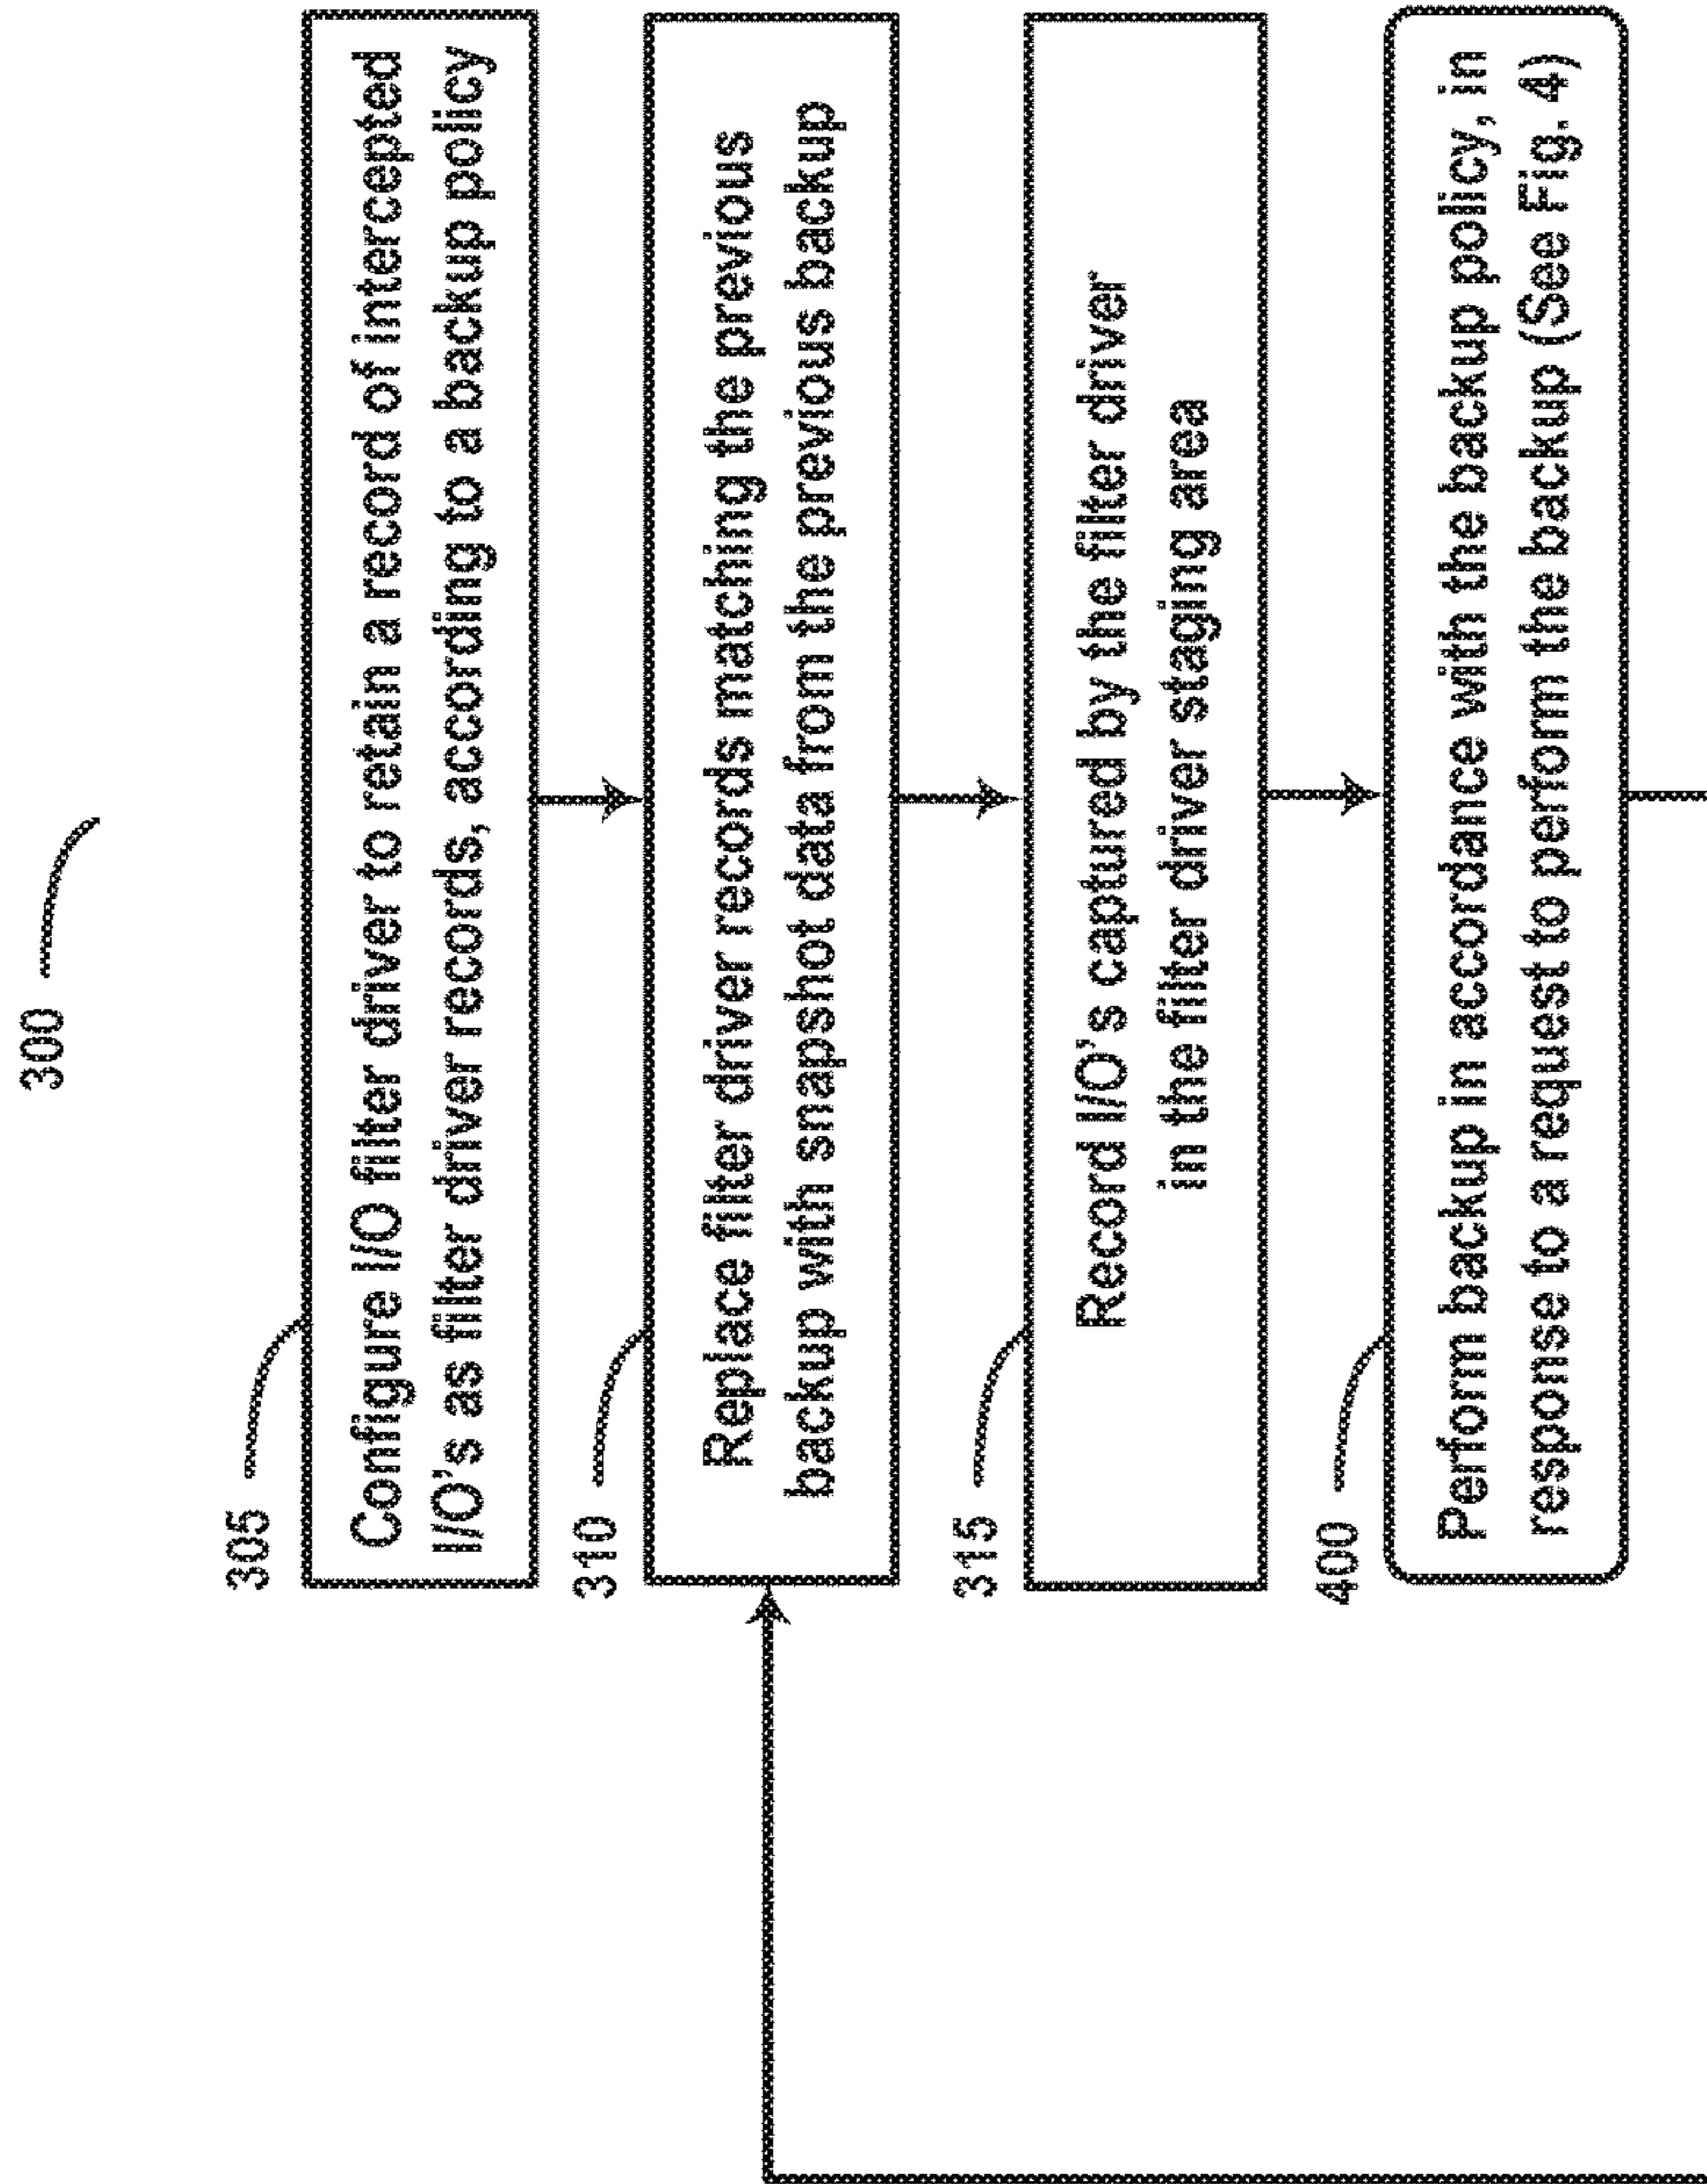 300
305
Configure I/O filter driver to retain a record of intercepted
I/O's as filter driver records, according to a backup policy
310
Replace filter driver records matching the previous
backup with snapshot data from the previous backup
315
Record I/O's captured by the filter driver
in the filter driver staging area
400
Perform backup in accordance with the backup policy, in
response to a request to perform the backup (See Fig. 4)